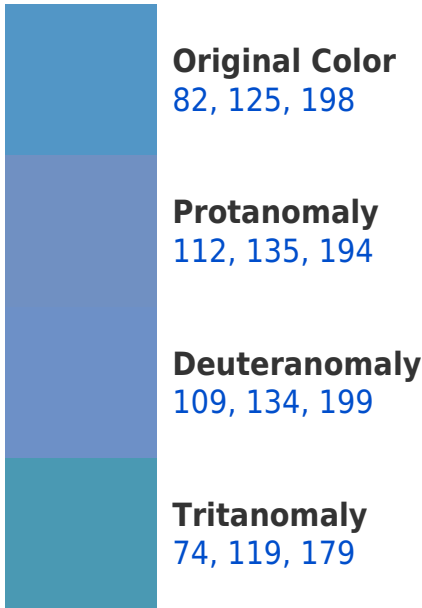 Original Color
82, 125, 198
Protanomaly
112, 135, 194
Deuteranomaly
109, 134, 199
Tritanomaly
74, 119, 179